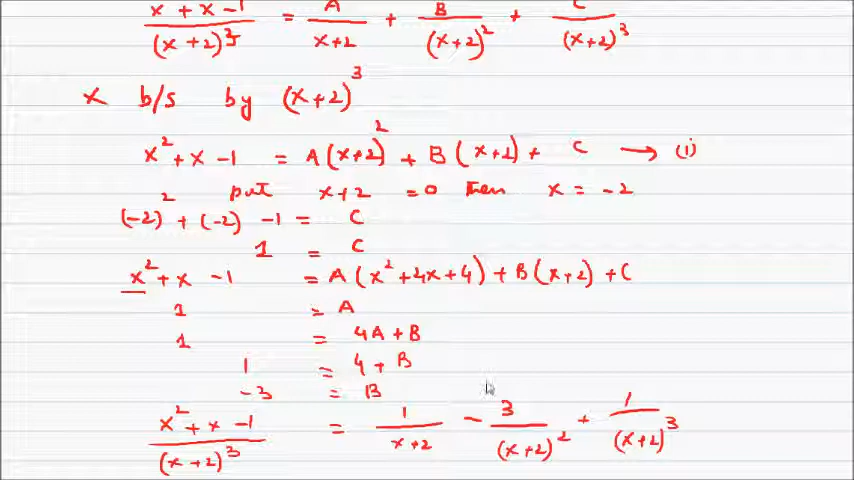 x + x - 1 / (x + 2)³ = A / x+2 + B / (x+2)² + C / (x+2)³
× b/s by (x+2)³
x² + x - 1 = A(x+2)² + B(x+2) + C → (i)
put x+2 = 0 then x = -2
(-2)² + (-2) - 1 = C
1 = C
x² + x - 1 = A(x² + 4x + 4) + B(x+2) + C
1 = A
1 = 4A + B
1 = 4 + B
-3 = B
x² + x - 1 / (x + 2)³ = 1 / x+2 - 3 / (x+2)² + 1 / (x+2)³